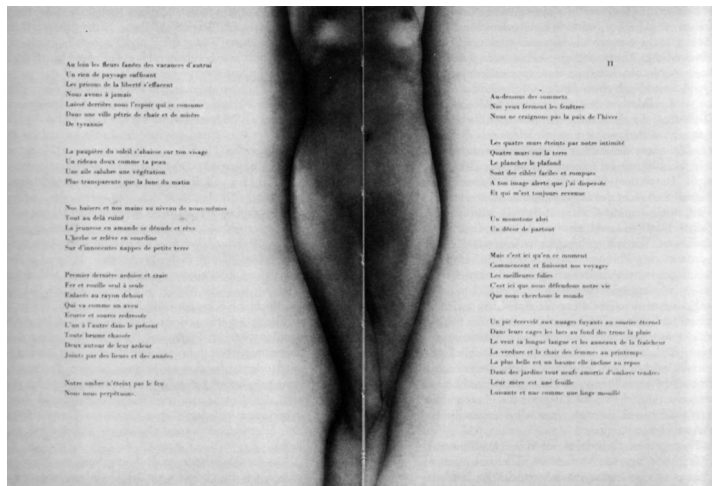 Au loin les fleurs fanées des vacances d'autrui
Un rien de paysage suffisant
Les prisons de la liberté s'effacent
Nous avons à jamais
Laissé derrière nous l'espoir qui se consume
Dans une ville pétrie de chair et de misère
De tyrannie
La paupière du soleil s'abaisse sur ton visage
Un rideau doux comme ta peau
Une aile salubre une végétation
Plus transparente que la lune du matin
Nos baisers et nos mains au niveau de nous-mêmes
Tout au delà ruiné
La jeunesse en amande se dénude et rêve
L'herbe se relève en sourdine
Sur d'innocentes nappes de petite terre
Premier dernière ardoise et craie
Fer et rouille seul à seule
Enlacés au rayon debout
Qui va comme un aveu
Écorce et source redressée
L'un à l'autre dans le présent
Toute brume chassée
Deux autour de leur ardeur
Joints par des lieues et des années
Notre ombre n'éteint pas le feu
Nous nous perpétuons.
II
Au-dessous des sommets
Nos yeux ferment les fenêtres
Nous ne craignons pas la paix de l'hiver
Les quatre murs éteints par notre intimité
Quatre murs sur la terre
Le plancher le plafond
Sont des cibles faciles et rompues
A ton image alerte que j'ai dispersée
Et qui m'est toujours revenue
Un monotone abri
Un décor de partout
Mais c'est ici qu'en ce moment
Commencent et finissent nos voyages
Les meilleures folies
C'est ici que nous défendons notre vie
Que nous cherchons le monde
Un pic écervelé aux nuages fuyants au sourire éternel
Dans leurs cages les lacs au fond des trous la pluie
Le vent sa longue langue et les anneaux de la fraîcheur
La verdure et la chair des femmes au printemps
La plus belle est un baume elle incline au repos
Dans des jardins tout neufs amortis d'ombres tendres
Leur mère est une feuille
Luisante et nue comme un linge mouillé